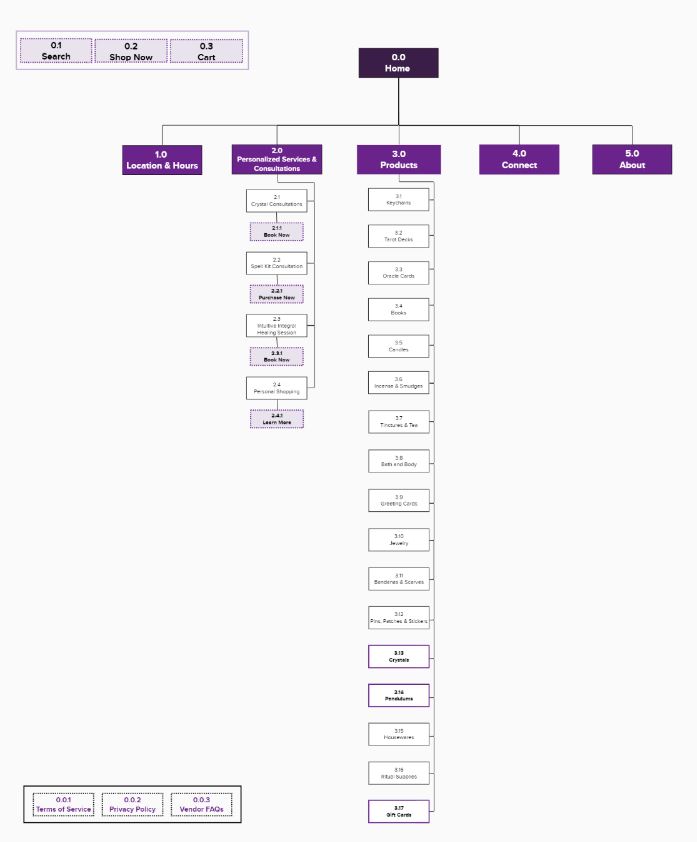 0.1
Search
0.2
Shop Now
0.3
Cart
0.0
Home
1.0
Location & Hours
2.0
Personalized Services &
Consultations
3.0
Products
4.0
Connect
5.0
About
2.1
Crystal Consultations
2.1.1
Book Now
2.2
Spell Kit Consultation
2.2.1
Purchase Now
2.3
Intuitive Integral
Healing Session
2.3.1
Book Now
2.4
Personal Shopping
2.4.1
Learn More
3.1
Keychains
3.2
Tarot Decks
3.3
Oracle Cards
3.4
Books
3.5
Candles
3.6
Incense & Smudges
3.7
Tinctures & Tea
3.8
Bath and Body
3.9
Greeting Cards
3.10
Jewelry
3.11
Bandanas & Scarves
3.12
Pins, Patches & Stickers
3.13
Crystals
3.14
Pendulums
3.15
Housewares
3.16
Ritual Supplies
3.17
Gift Cards
0.0.1
Terms of Service
0.0.2
Privacy Policy
0.0.3
Vendor FAQs